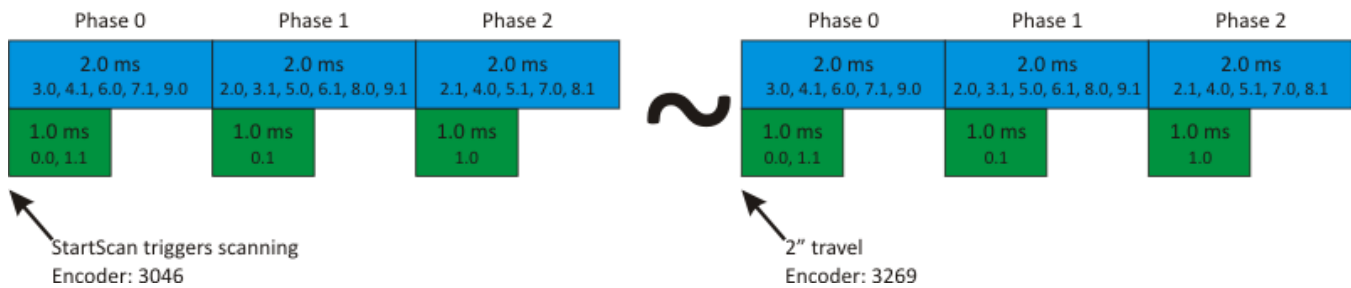 Phase 0 Phase 1 Phase 2 Phase 0 Phase 1 Phase 2
2.0 ms 2.0 ms 2.0 ms 2.0 ms 2.0 ms 2.0 ms
3.0, 4.1, 6.0, 7.1, 9.0 2.0, 3.1, 5.0, 6.1, 8.0, 9.1 2.1, 4.0, 5.1, 7.0, 8.1 ~ 3.0, 4.1, 6.0, 7.1, 9.0 2.0, 3.1, 5.0, 6.1, 8.0, 9.1 2.1, 4.0, 5.1, 7.0, 8.1
1.0 ms 1.0 ms 1.0 ms 1.0 ms 1.0 ms 1.0 ms
0.0, 1.1 0.1 1.0 0.0, 1.1 0.1 1.0
StartScan triggers scanning 2” travel
Encoder: 3046 Encoder: 3269